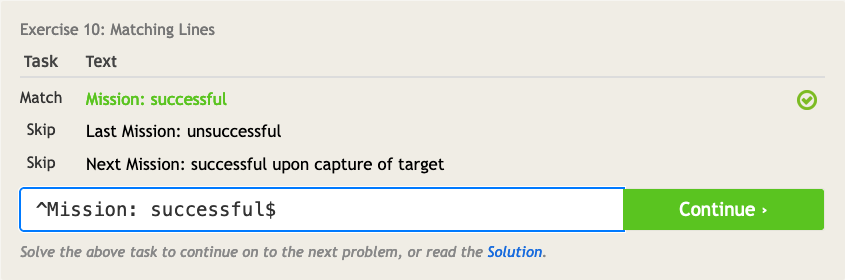 Exercise 10: Matching Lines
Task Text
Match Mission: successful
Skip Last Mission: unsuccessful
Skip Next Mission: successful upon capture of target
^Mission: successful$ Continue ›
Solve the above task to continue on to the next problem, or read the Solution.